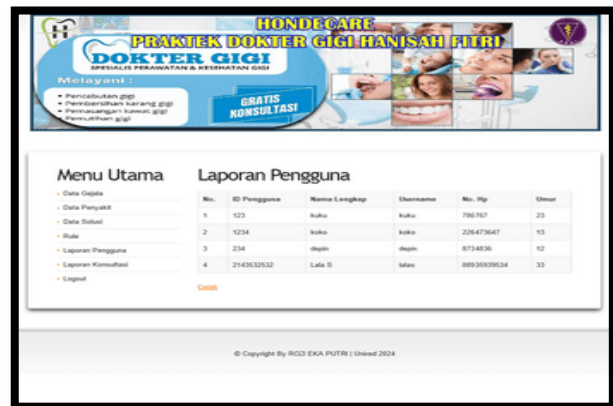 HONDECARE
PRAKTEK DOKTER GIGI HANISAH FITRI
H
DOKTER GIGI
SPESIALIS PERAWATAN & KESEHATAN GIGI
Melayani :
• Pencabutan gigi
• Pembersihan karang gigi
• Pemasangan kawat gigi
• Pemutihan gigi
GRATIS
KONSULTASI
Menu Utama
Data Gejala
Data Penyakit
Data Solusi
Rule
Laporan Pengguna
Laporan Konsultasi
Logout
Laporan Pengguna
No. ID Pengguna Nama Lengkap Username No. Hp Umur
1 123 kuku kuku 786767 23
2 1234 koko koko 226473647 13
3 234 depin depin 8734836 12
4 2143532532 Lala S lalas 08936939634 33
Cetak
© Copyright By ROZI EKA PUTRI | Unived 2024